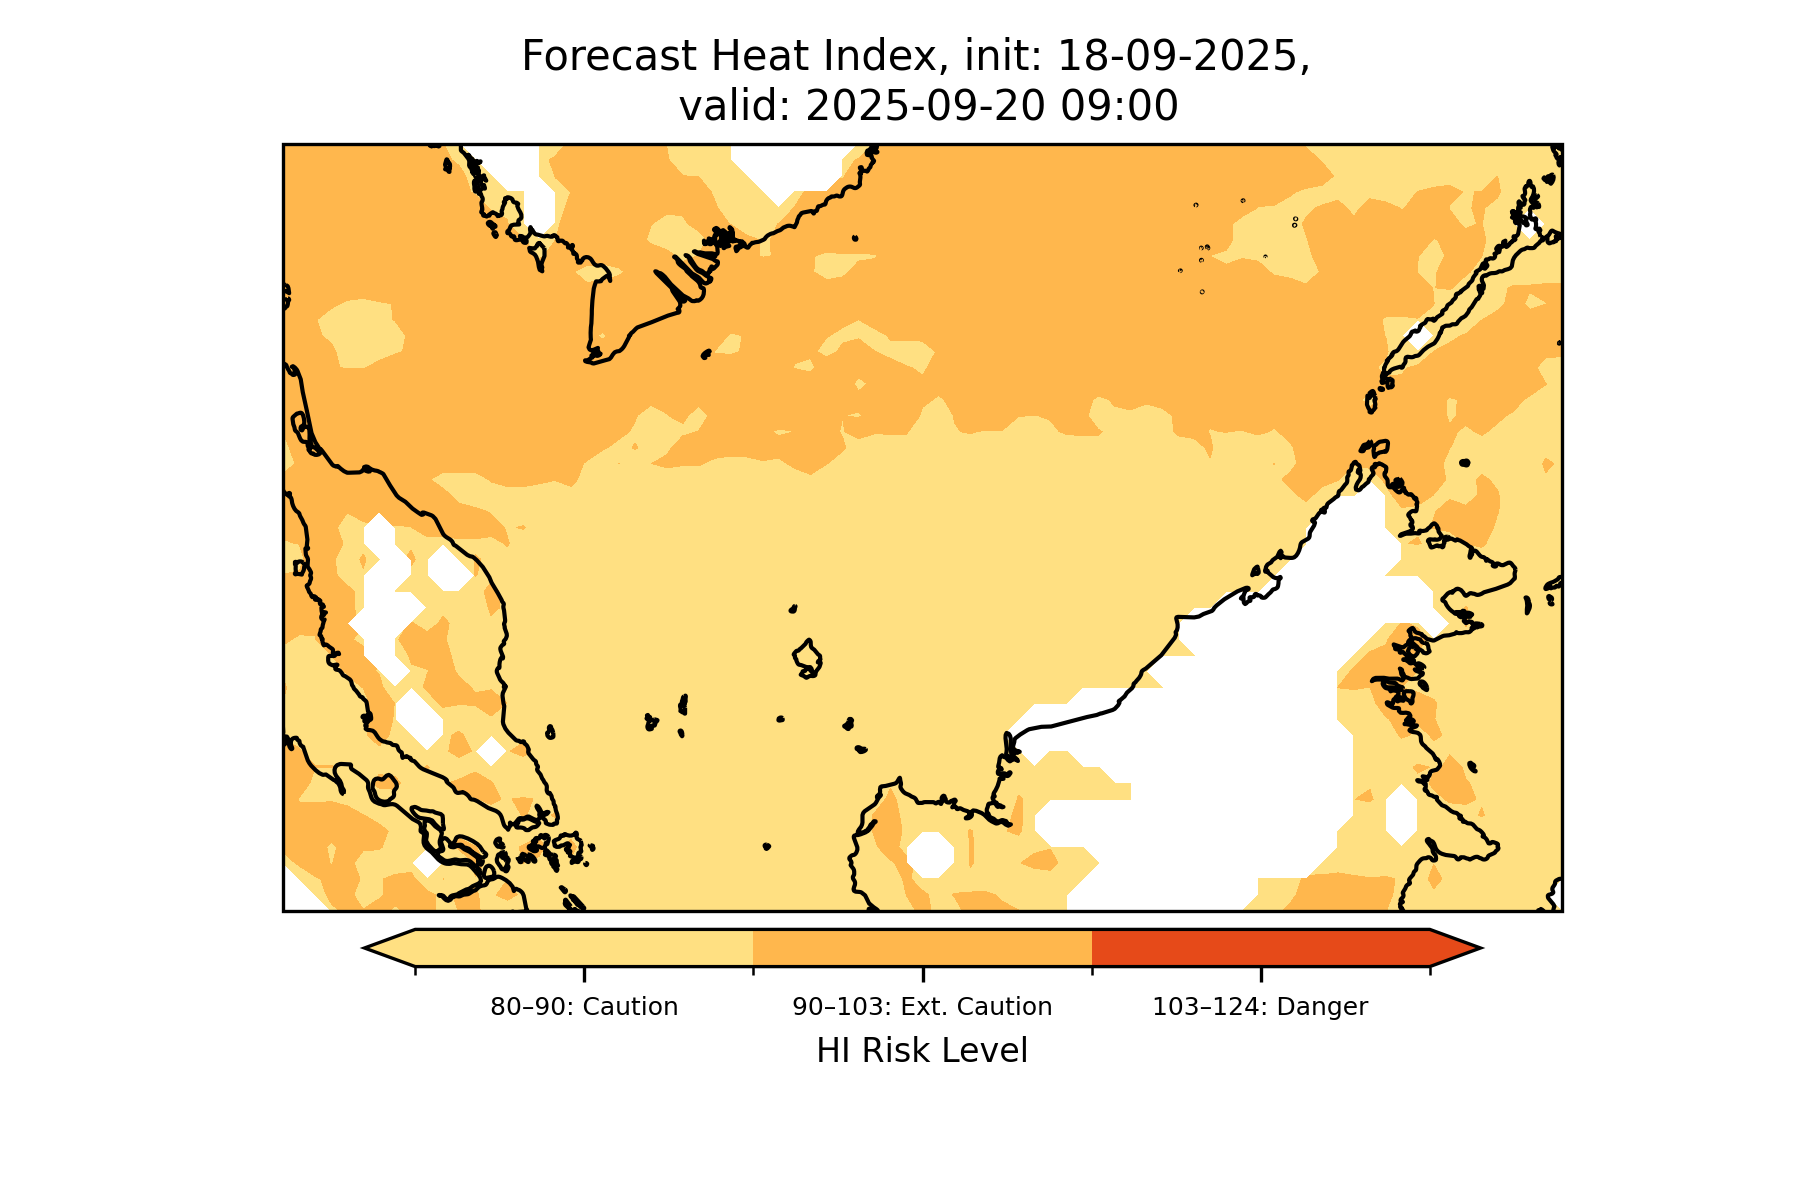 Forecast Heat Index, init: 18-09-2025,
valid: 2025-09-20 09:00
80–90: Caution
90–103: Ext. Caution
103–124: Danger
HI Risk Level